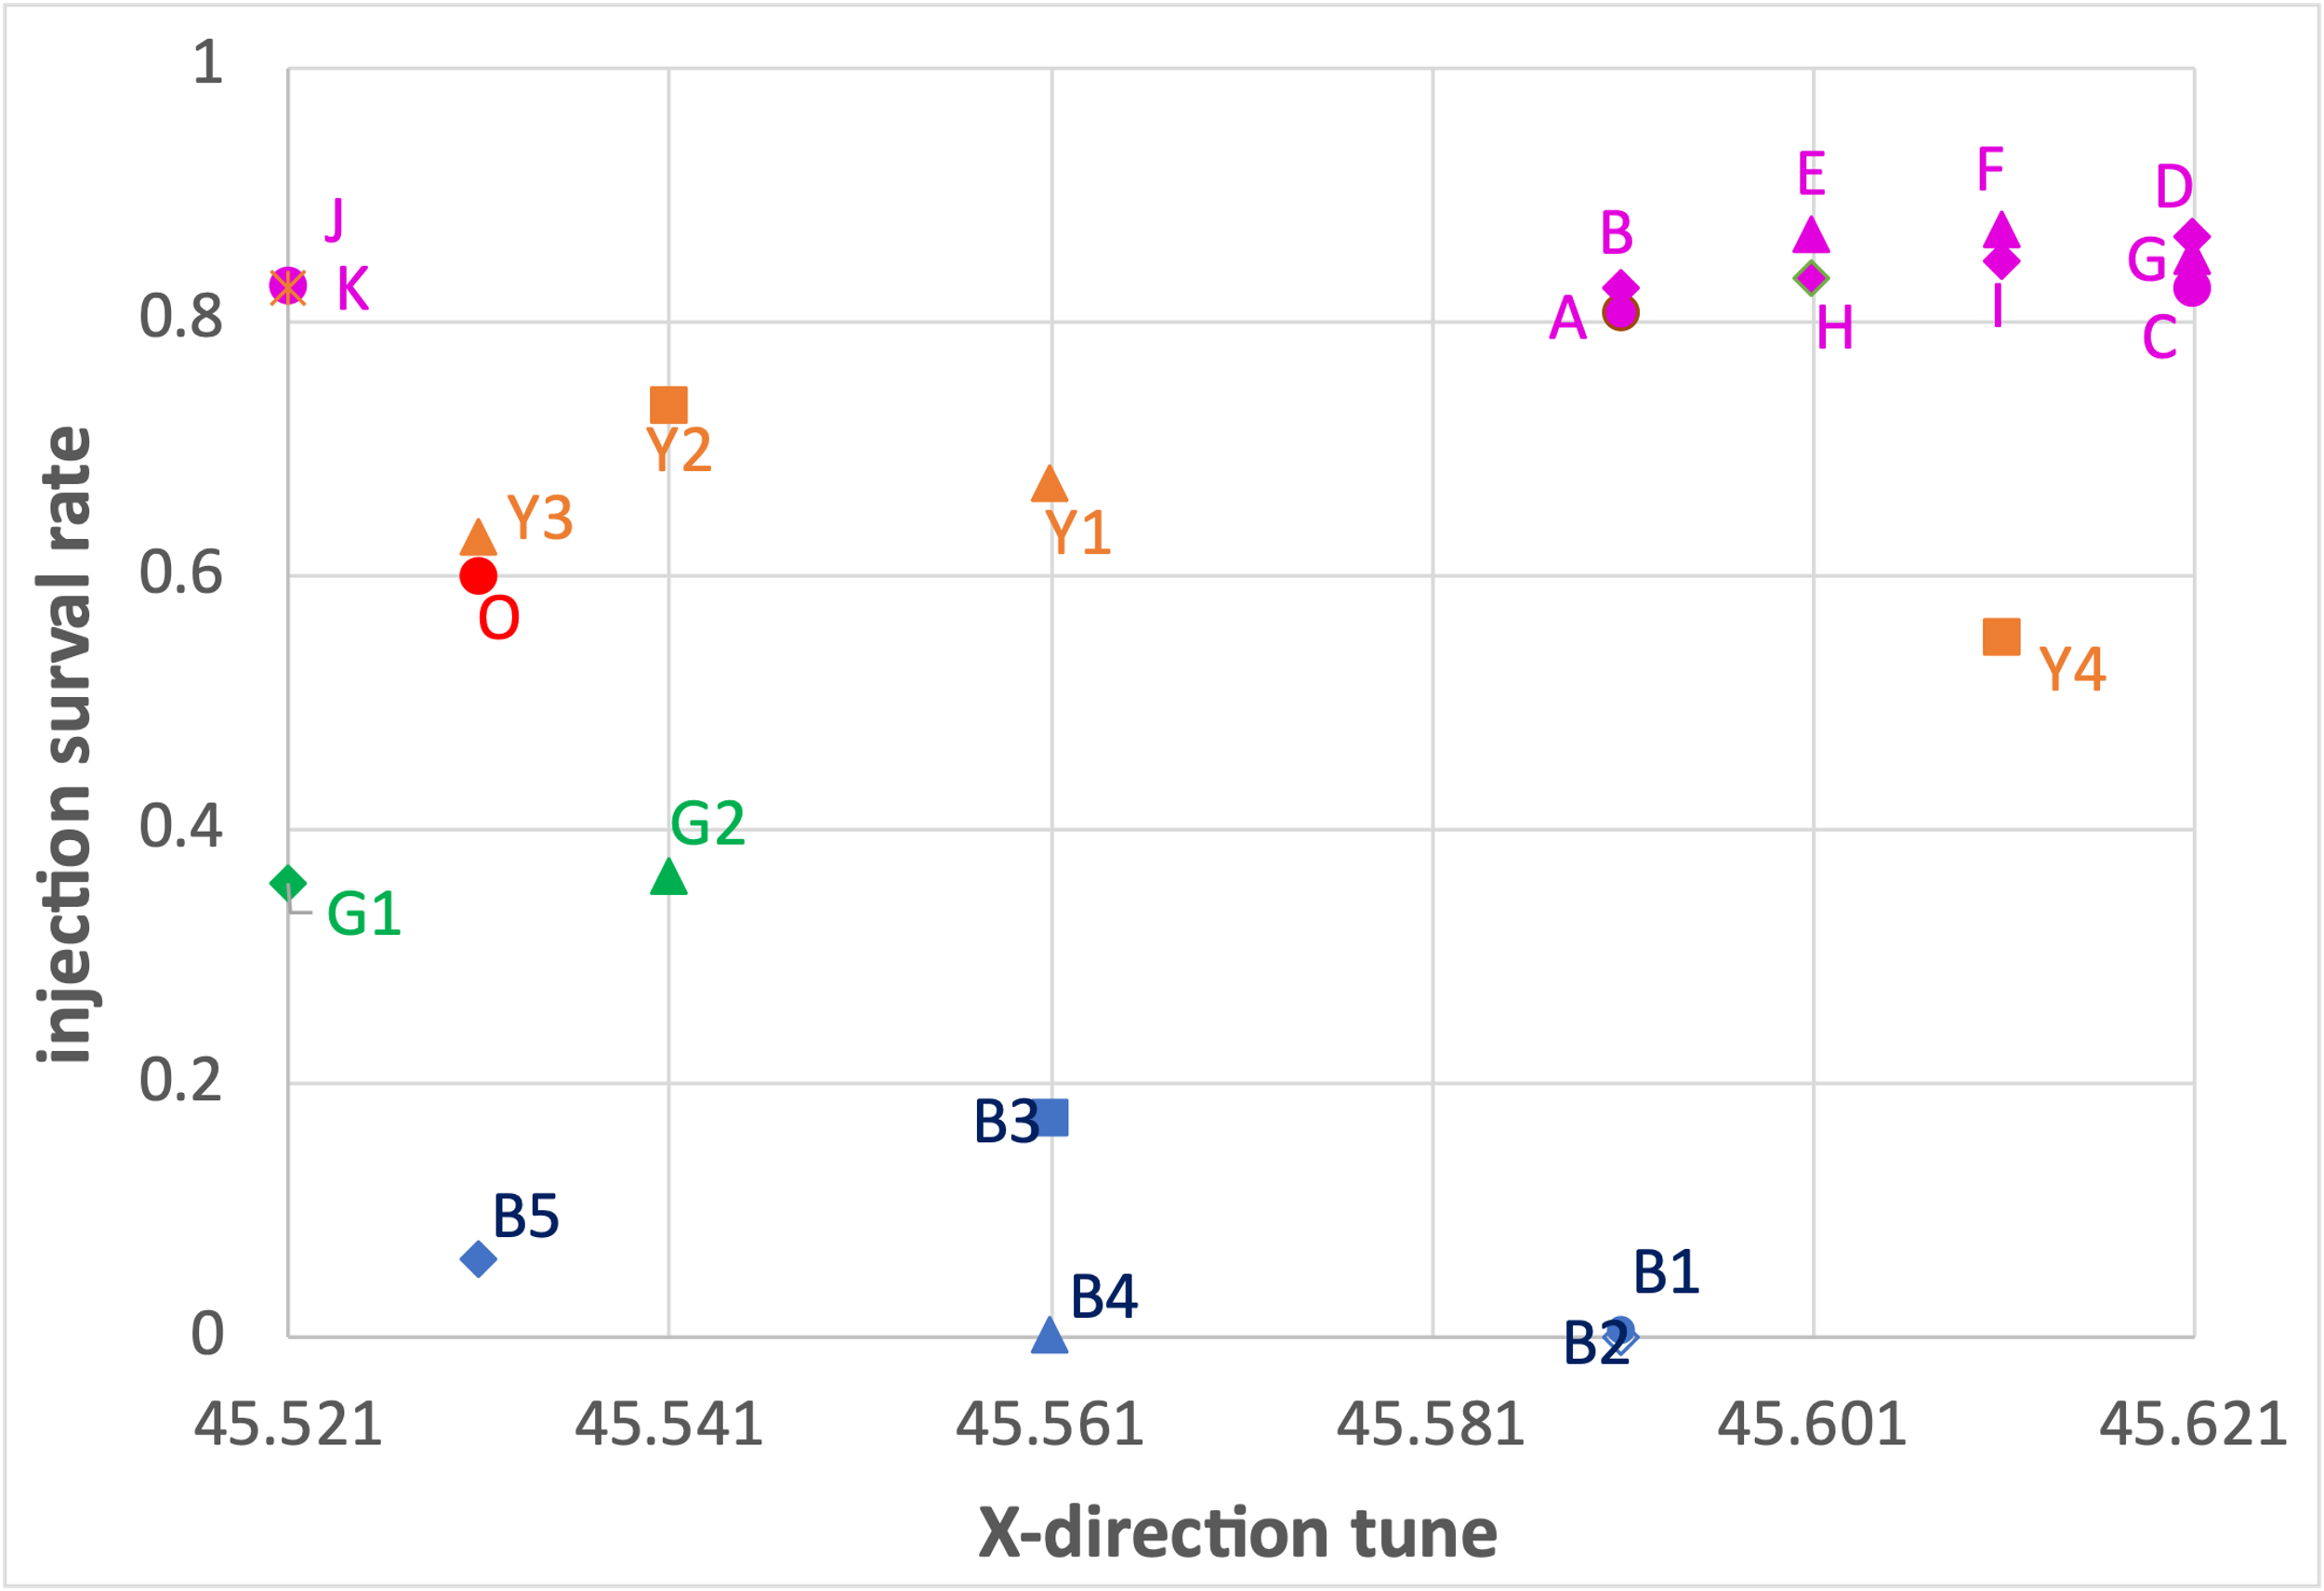 1
0.8
0.6
0.4
0.2
0
injection surval rate
J
K
E
F
D
B
G
A
H
I
C
Y2
Y3
Y1
O
Y4
G2
G1
B3
B5
B4
B1
B2
45.521 45.541 45.561 45.581 45.601 45.621
X-direction tune